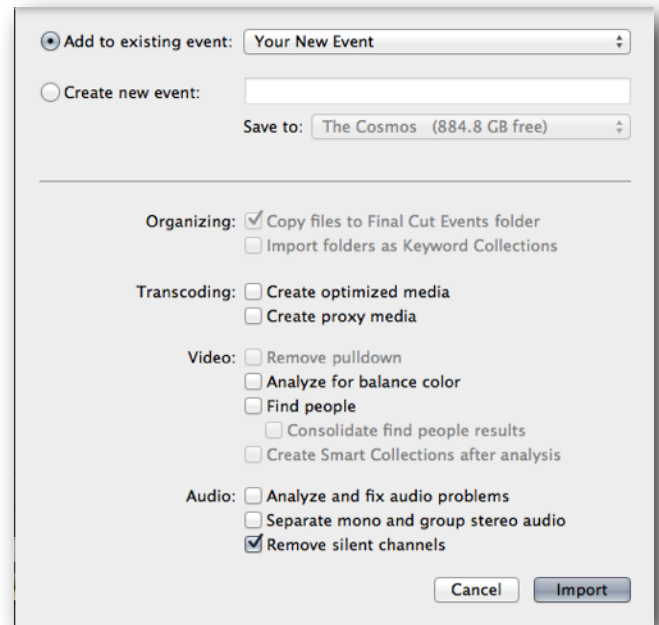 Add to existing event: Your New Event
Create new event:
Save to: The Cosmos (884.8 GB free)
Organizing: Copy files to Final Cut Events folder
Import folders as Keyword Collections
Transcoding: Create optimized media
Create proxy media
Video: Remove pulldown
Analyze for balance color
Find people
Consolidate find people results
Create Smart Collections after analysis
Audio: Analyze and fix audio problems
Separate mono and group stereo audio
Remove silent channels
Cancel Import